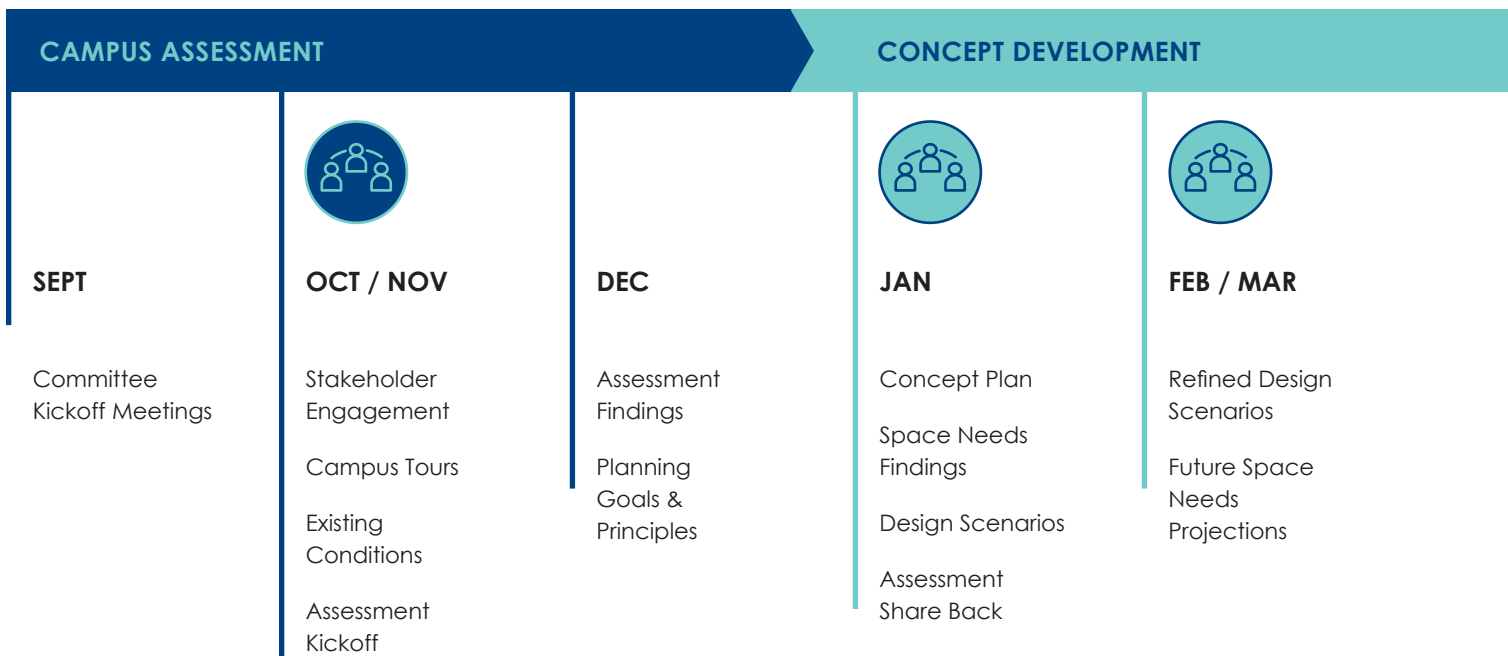 CAMPUS ASSESSMENT
CONCEPT DEVELOPMENT
SEPT
Committee
Kickoff Meetings
OCT / NOV
Stakeholder
Engagement
Campus Tours
Existing
Conditions
Assessment
Kickoff
DEC
Assessment
Findings
Planning
Goals &
Principles
JAN
Concept Plan
Space Needs
Findings
Design Scenarios
Assessment
Share Back
FEB / MAR
Refined Design
Scenarios
Future Space
Needs
Projections